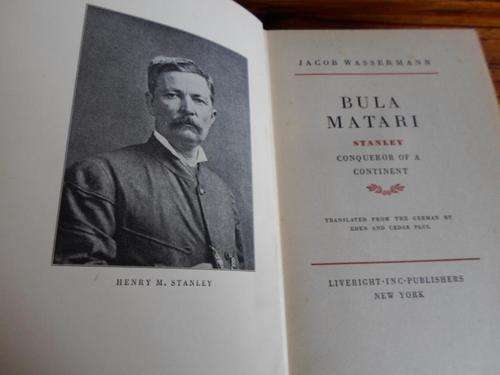 HENRY M. STANLEY
JACOB WASSERMANN
BULA
MATARI
STANLEY
CONQUEROR OF A
CONTINENT
TRANSLATED FROM THE GERMAN BY
EDEN AND CEDAR PAUL
LIVERIGHT·INC·PUBLISHERS
NEW YORK